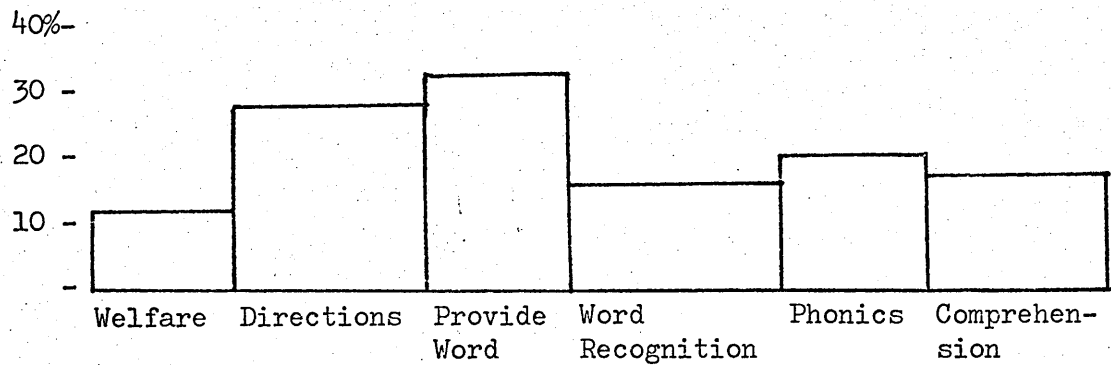 40%-
30 -
20 -
10 -
-
Welfare Directions Provide Word Phonics Comprehen-
Word Recognition sion